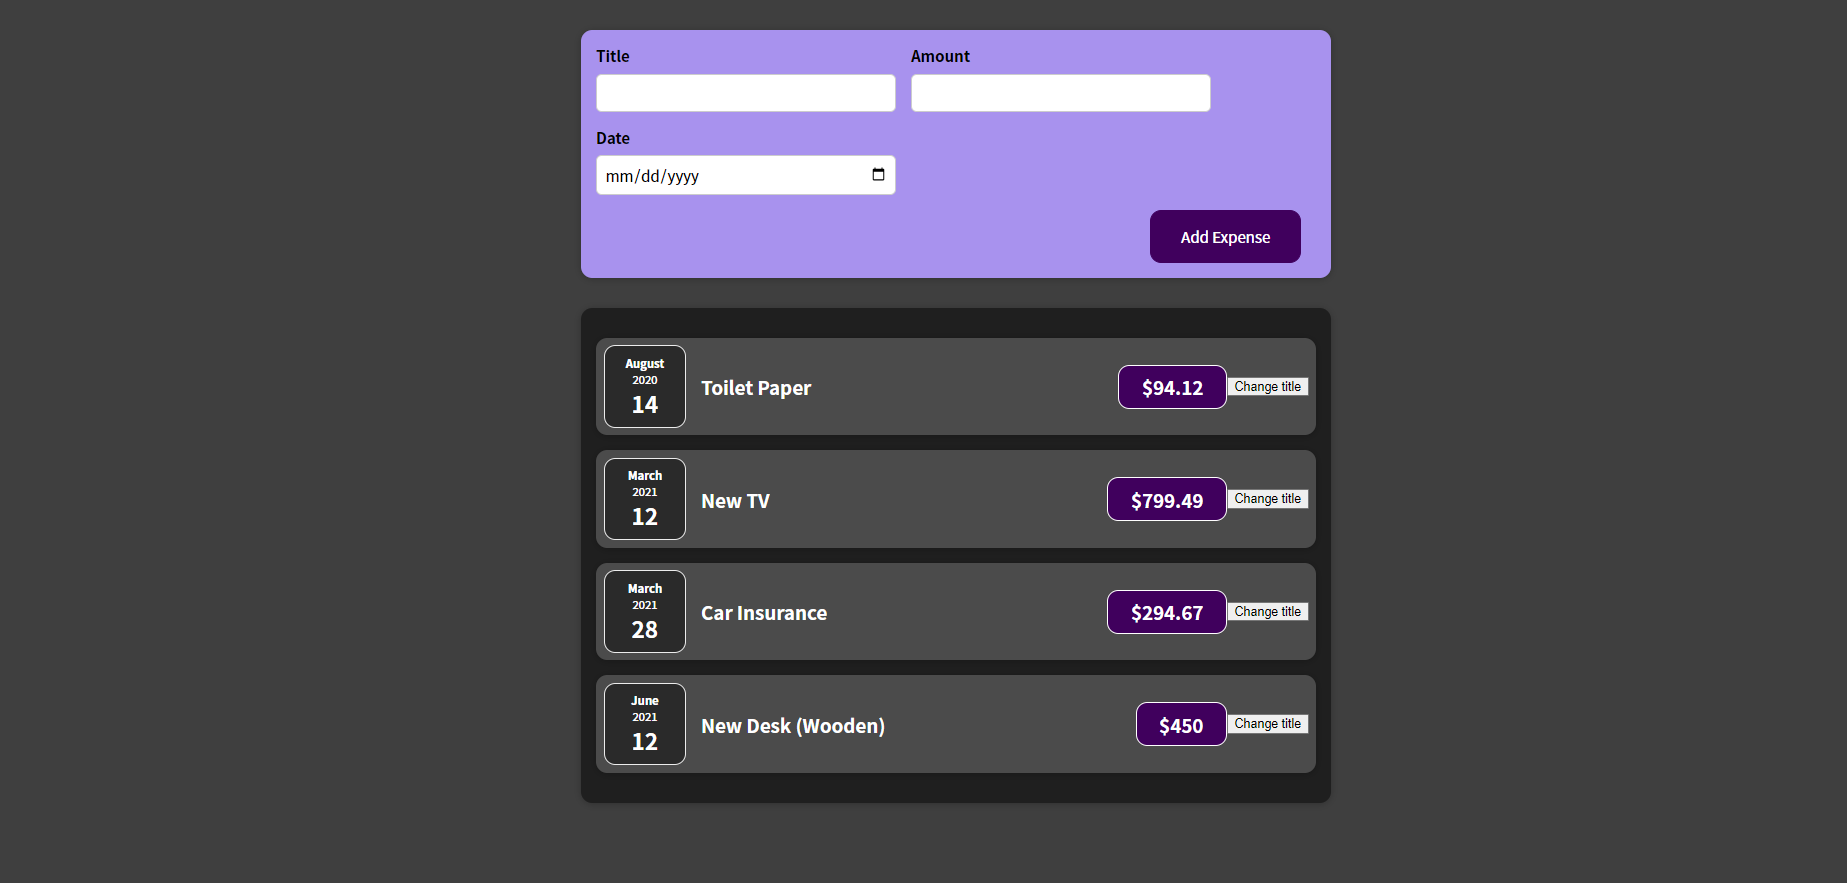 Title Amount
Date
mm/dd/yyyy
Add Expense
August
2020
14
Toilet Paper
$94.12
Change title
March
2021
12
New TV
$799.49
Change title
March
2021
28
Car Insurance
$294.67
Change title
June
2021
12
New Desk (Wooden)
$450
Change title